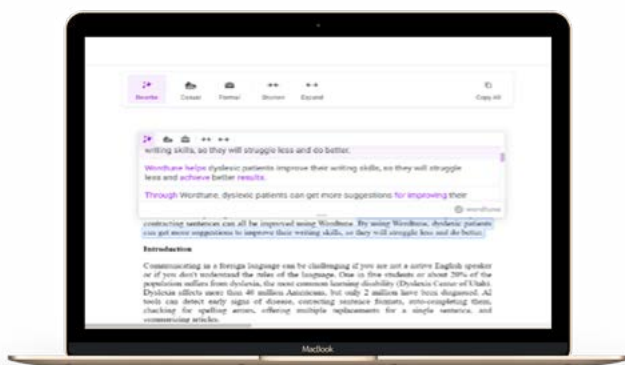 Rewrite Casual Formal Shorten Expand Copy All
writing skills, so they will struggle less and do better.
Wordtune helps dyslexic patients improve their writing skills, so they will struggle
less and achieve better results.
Through Wordtune, dyslexic patients can get more suggestions for improving their
wordtune
contracting sentences can all be improved using Wordtune. By using Wordtune, dyslexic patients
can get more suggestions to improve their writing skills, so they will struggle less and do better.
Introduction
Communicating in a foreign language can be challenging if you are not a native English speaker
or if you don't understand the rules of the language. One in five students or about 20% of the
population suffers from dyslexia, the most common learning disability (Dyslexia Center of Utah).
Dyslexia affects more than 40 million Americans, but only 2 million have been diagnosed. AI
tools can detect early signs of disease, correcting sentence formats, auto-completing them,
checking for spelling errors, offering multiple replacements for a single sentence, and
summarizing articles.
MacBook